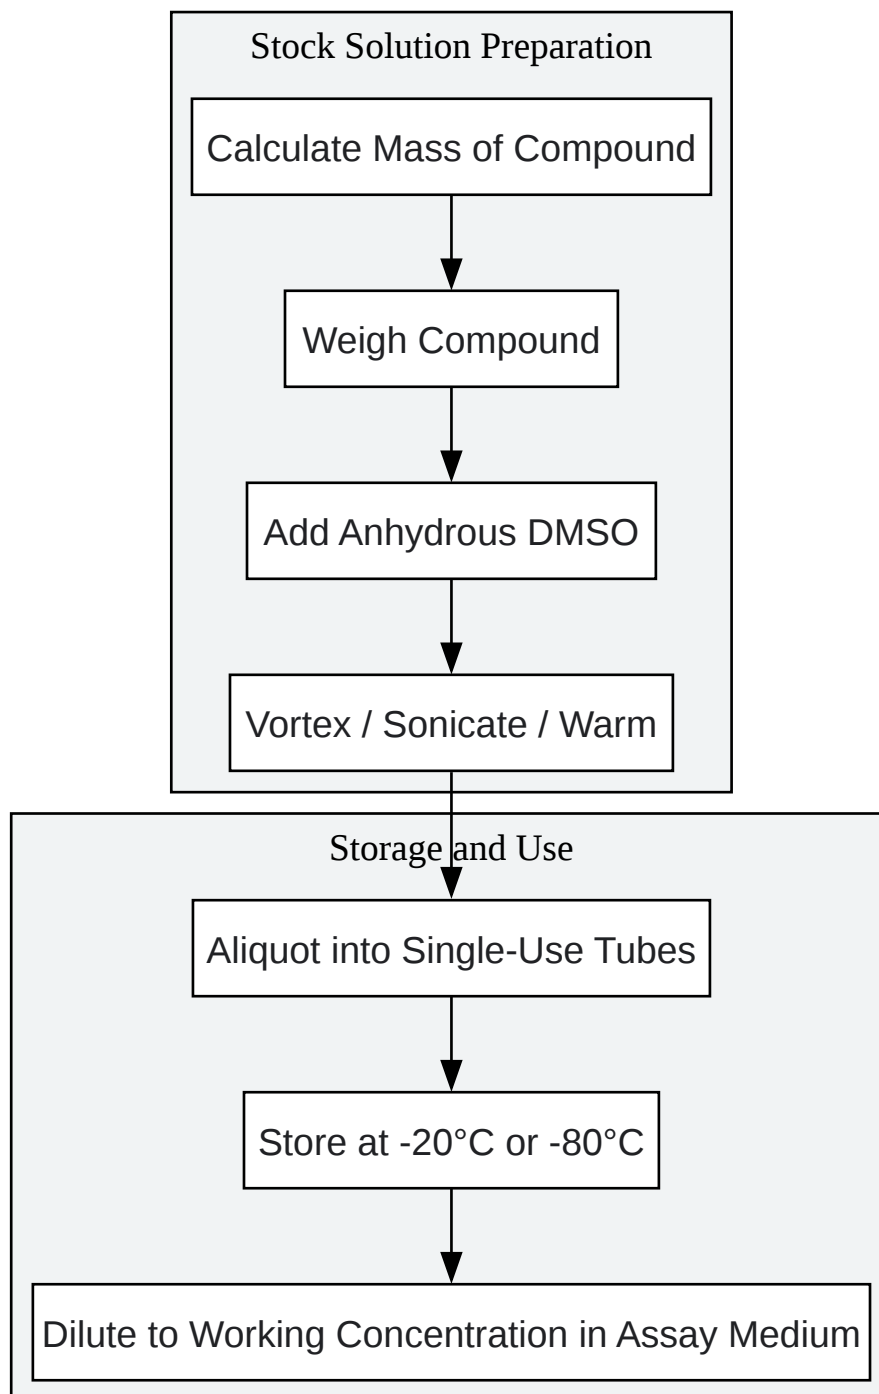 Stock Solution Preparation
Calculate Mass of Compound
Weigh Compound
Add Anhydrous DMSO
Vortex / Sonicate / Warm
Storage and Use
Aliquot into Single-Use Tubes
Store at -20°C or -80°C
Dilute to Working Concentration in Assay Medium